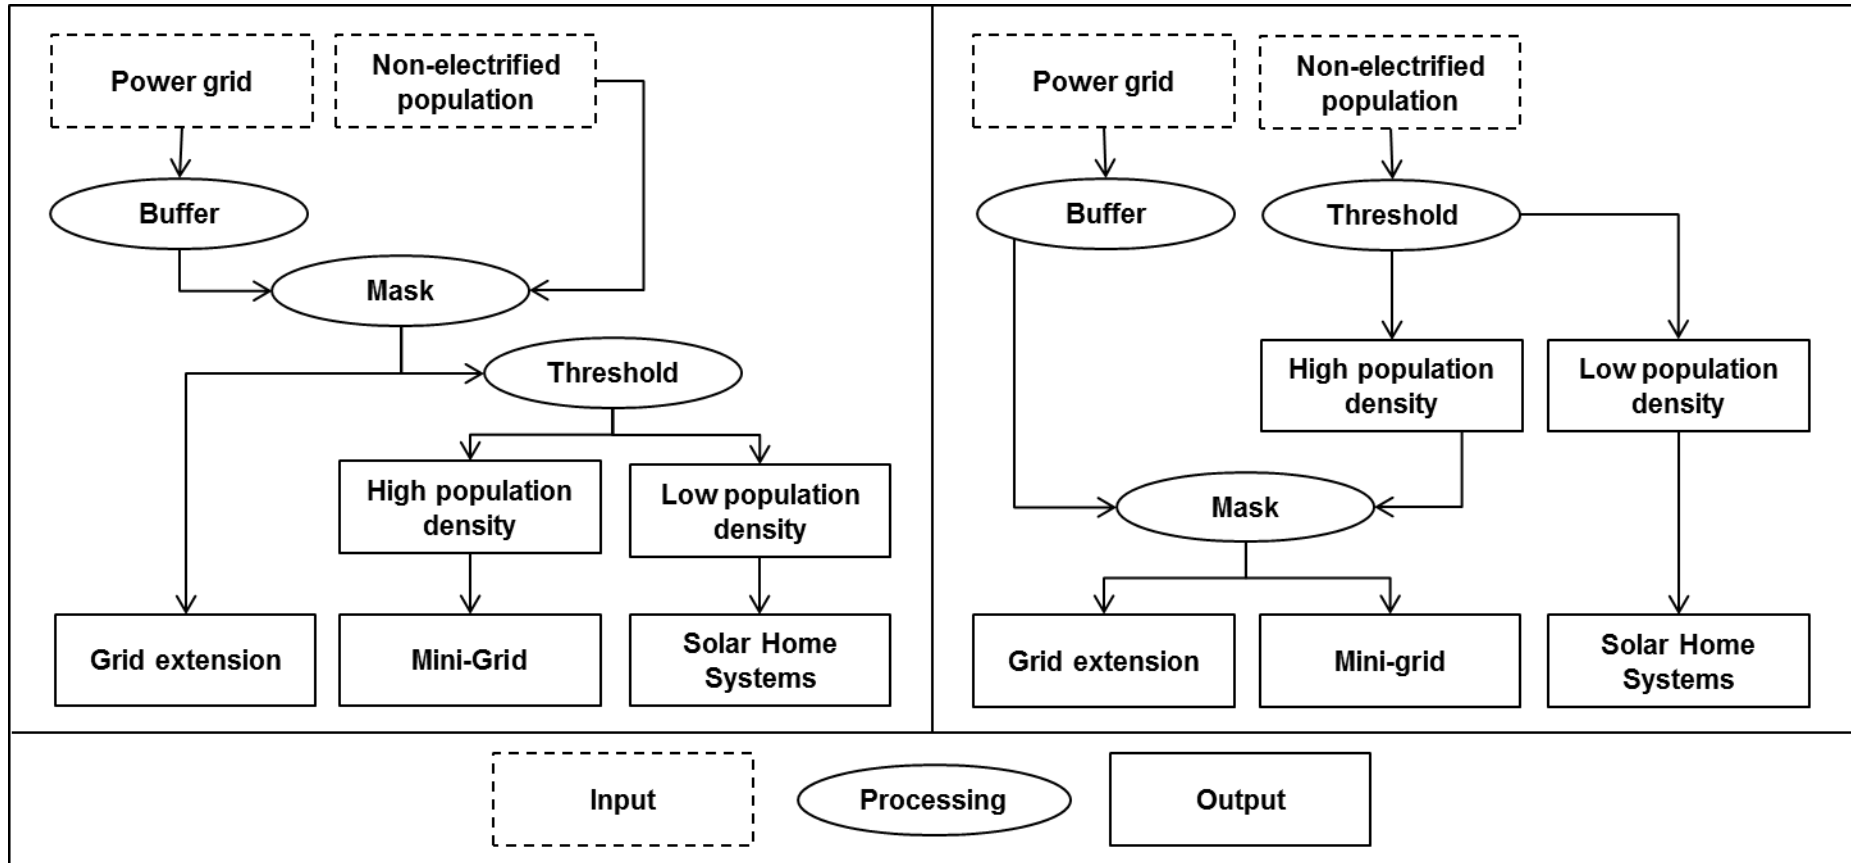 Power grid
Non-electrified
population
Buffer
Mask
Threshold
High population
density
Low population
density
Grid extension
Mini-Grid
Solar Home
Systems
Power grid
Non-electrified
population
Buffer
Threshold
High population
density
Low population
density
Mask
Grid extension
Mini-grid
Solar Home
Systems
Input
Processing
Output